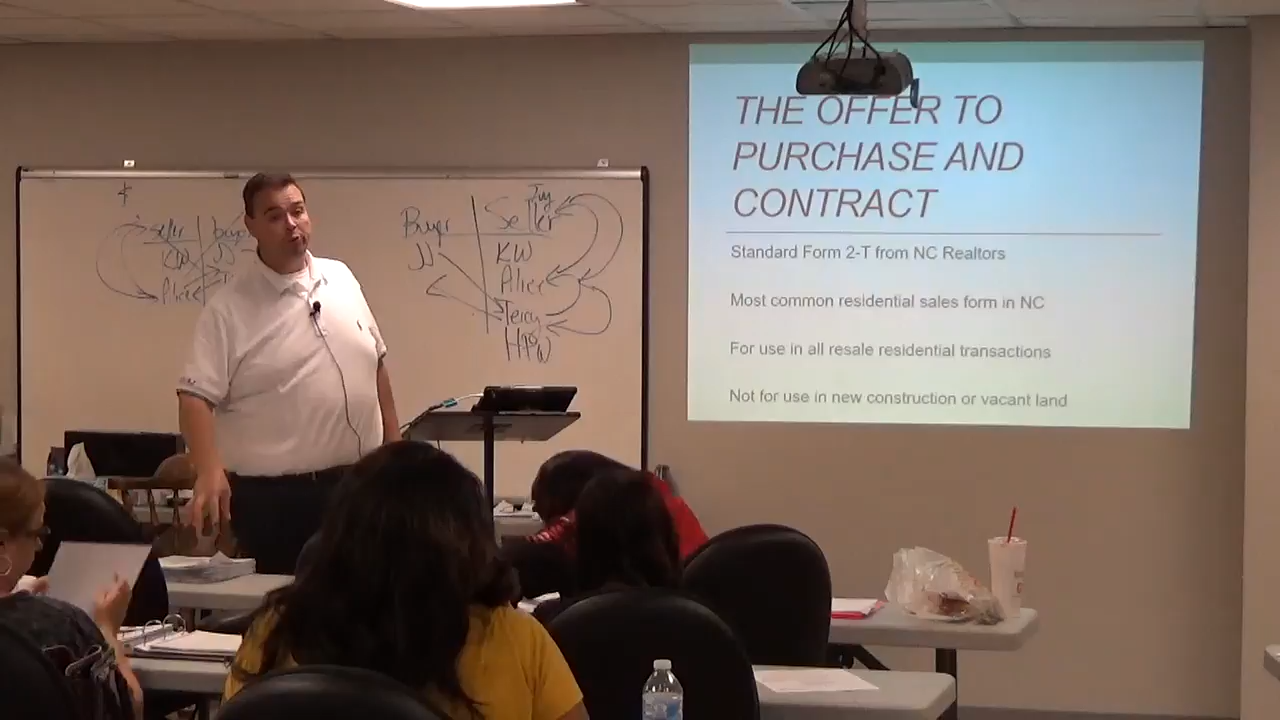 THE OFFER TO
PURCHASE AND
CONTRACT
Standard Form 2-T from NC Realtors
Most common residential sales form in NC
For use in all resale residential transactions
Not for use in new construction or vacant land
seller
KW
Buyer Seller
JJ KW
Terry